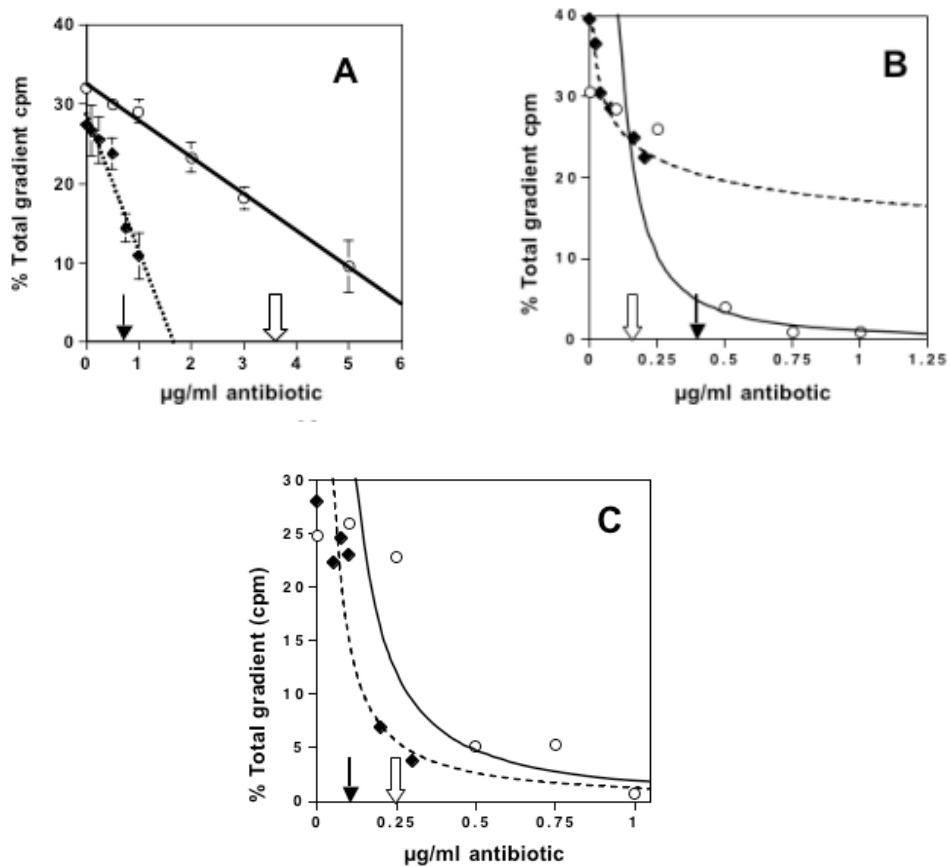 40
30
20
10
0
% Total gradient cpm
A
0 1 2 3 4 5 6
µg/ml antibiotic
40
30
20
10
0
% Total gradient cpm
B
0 0.25 0.5 0.75 1 1.25
µg/ml antibotic
30
25
20
15
10
5
0
% Total gradient (cpm)
C
0 0.25 0.5 0.75 1
µg/ml antibiotic